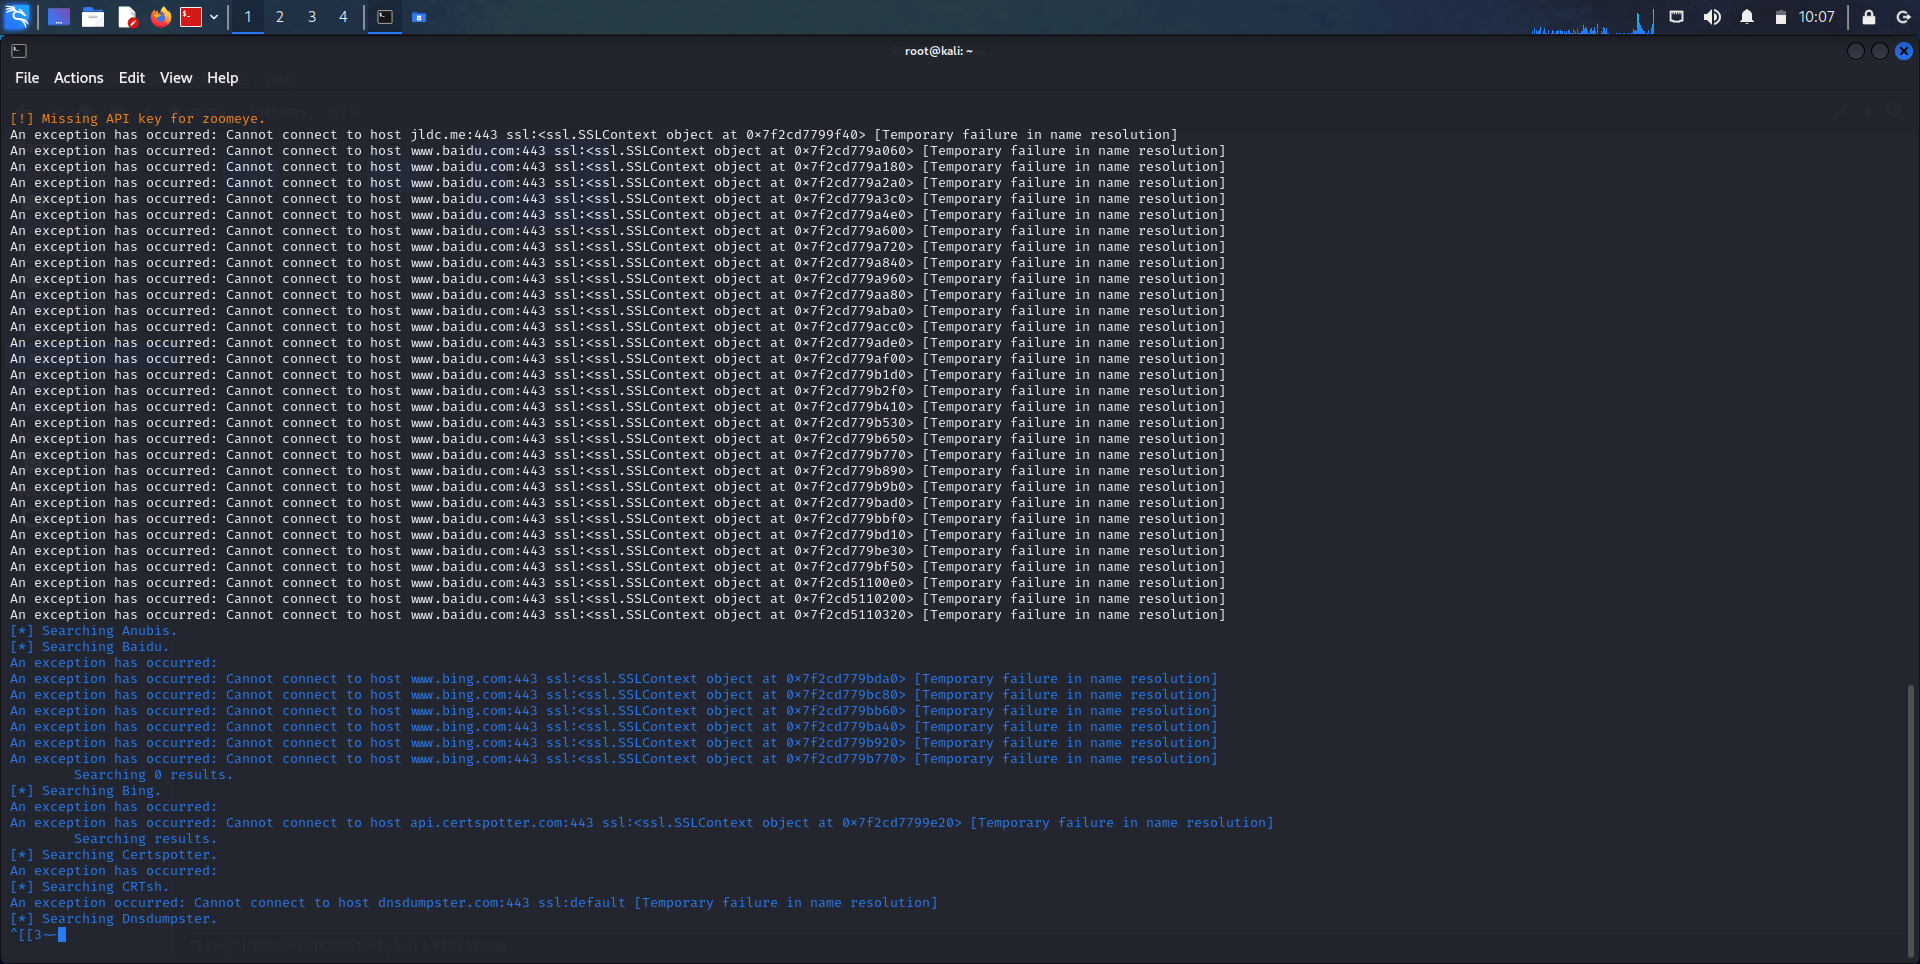 1 2 3 4
10:07
root@kali: ~
File Actions Edit View Help
[!] Missing API key for zoomeye.
An exception has occurred: Cannot connect to host jldc.me:443 ssl:<ssl.SSLContext object at 0×7f2cd7799f40> [Temporary failure in name resolution]
An exception has occurred: Cannot connect to host www.baidu.com:443 ssl:<ssl.SSLContext object at 0×7f2cd779a060> [Temporary failure in name resolution]
An exception has occurred: Cannot connect to host www.baidu.com:443 ssl:<ssl.SSLContext object at 0×7f2cd779a180> [Temporary failure in name resolution]
An exception has occurred: Cannot connect to host www.baidu.com:443 ssl:<ssl.SSLContext object at 0×7f2cd779a2a0> [Temporary failure in name resolution]
An exception has occurred: Cannot connect to host www.baidu.com:443 ssl:<ssl.SSLContext object at 0×7f2cd779a3c0> [Temporary failure in name resolution]
An exception has occurred: Cannot connect to host www.baidu.com:443 ssl:<ssl.SSLContext object at 0×7f2cd779a4e0> [Temporary failure in name resolution]
An exception has occurred: Cannot connect to host www.baidu.com:443 ssl:<ssl.SSLContext object at 0×7f2cd779a600> [Temporary failure in name resolution]
An exception has occurred: Cannot connect to host www.baidu.com:443 ssl:<ssl.SSLContext object at 0×7f2cd779a720> [Temporary failure in name resolution]
An exception has occurred: Cannot connect to host www.baidu.com:443 ssl:<ssl.SSLContext object at 0×7f2cd779a840> [Temporary failure in name resolution]
An exception has occurred: Cannot connect to host www.baidu.com:443 ssl:<ssl.SSLContext object at 0×7f2cd779a960> [Temporary failure in name resolution]
An exception has occurred: Cannot connect to host www.baidu.com:443 ssl:<ssl.SSLContext object at 0×7f2cd779aa80> [Temporary failure in name resolution]
An exception has occurred: Cannot connect to host www.baidu.com:443 ssl:<ssl.SSLContext object at 0×7f2cd779aba0> [Temporary failure in name resolution]
An exception has occurred: Cannot connect to host www.baidu.com:443 ssl:<ssl.SSLContext object at 0×7f2cd779acc0> [Temporary failure in name resolution]
An exception has occurred: Cannot connect to host www.baidu.com:443 ssl:<ssl.SSLContext object at 0×7f2cd779ade0> [Temporary failure in name resolution]
An exception has occurred: Cannot connect to host www.baidu.com:443 ssl:<ssl.SSLContext object at 0×7f2cd779af00> [Temporary failure in name resolution]
An exception has occurred: Cannot connect to host www.baidu.com:443 ssl:<ssl.SSLContext object at 0×7f2cd779b1d0> [Temporary failure in name resolution]
An exception has occurred: Cannot connect to host www.baidu.com:443 ssl:<ssl.SSLContext object at 0×7f2cd779b2f0> [Temporary failure in name resolution]
An exception has occurred: Cannot connect to host www.baidu.com:443 ssl:<ssl.SSLContext object at 0×7f2cd779b410> [Temporary failure in name resolution]
An exception has occurred: Cannot connect to host www.baidu.com:443 ssl:<ssl.SSLContext object at 0×7f2cd779b530> [Temporary failure in name resolution]
An exception has occurred: Cannot connect to host www.baidu.com:443 ssl:<ssl.SSLContext object at 0×7f2cd779b650> [Temporary failure in name resolution]
An exception has occurred: Cannot connect to host www.baidu.com:443 ssl:<ssl.SSLContext object at 0×7f2cd779b770> [Temporary failure in name resolution]
An exception has occurred: Cannot connect to host www.baidu.com:443 ssl:<ssl.SSLContext object at 0×7f2cd779b890> [Temporary failure in name resolution]
An exception has occurred: Cannot connect to host www.baidu.com:443 ssl:<ssl.SSLContext object at 0×7f2cd779b9b0> [Temporary failure in name resolution]
An exception has occurred: Cannot connect to host www.baidu.com:443 ssl:<ssl.SSLContext object at 0×7f2cd779bad0> [Temporary failure in name resolution]
An exception has occurred: Cannot connect to host www.baidu.com:443 ssl:<ssl.SSLContext object at 0×7f2cd779bbf0> [Temporary failure in name resolution]
An exception has occurred: Cannot connect to host www.baidu.com:443 ssl:<ssl.SSLContext object at 0×7f2cd779bd10> [Temporary failure in name resolution]
An exception has occurred: Cannot connect to host www.baidu.com:443 ssl:<ssl.SSLContext object at 0×7f2cd779be30> [Temporary failure in name resolution]
An exception has occurred: Cannot connect to host www.baidu.com:443 ssl:<ssl.SSLContext object at 0×7f2cd779bf50> [Temporary failure in name resolution]
An exception has occurred: Cannot connect to host www.baidu.com:443 ssl:<ssl.SSLContext object at 0×7f2cd51100e0> [Temporary failure in name resolution]
An exception has occurred: Cannot connect to host www.baidu.com:443 ssl:<ssl.SSLContext object at 0×7f2cd5110200> [Temporary failure in name resolution]
An exception has occurred: Cannot connect to host www.baidu.com:443 ssl:<ssl.SSLContext object at 0×7f2cd5110320> [Temporary failure in name resolution]
[*] Searching Anubis.
[*] Searching Baidu.
An exception has occurred:
An exception has occurred: Cannot connect to host www.bing.com:443 ssl:<ssl.SSLContext object at 0×7f2cd779bda0> [Temporary failure in name resolution]
An exception has occurred: Cannot connect to host www.bing.com:443 ssl:<ssl.SSLContext object at 0×7f2cd779bc80> [Temporary failure in name resolution]
An exception has occurred: Cannot connect to host www.bing.com:443 ssl:<ssl.SSLContext object at 0×7f2cd779bb60> [Temporary failure in name resolution]
An exception has occurred: Cannot connect to host www.bing.com:443 ssl:<ssl.SSLContext object at 0×7f2cd779ba40> [Temporary failure in name resolution]
An exception has occurred: Cannot connect to host www.bing.com:443 ssl:<ssl.SSLContext object at 0×7f2cd779b920> [Temporary failure in name resolution]
An exception has occurred: Cannot connect to host www.bing.com:443 ssl:<ssl.SSLContext object at 0×7f2cd779b770> [Temporary failure in name resolution]
Searching 0 results.
[*] Searching Bing.
An exception has occurred:
An exception has occurred: Cannot connect to host api.certspotter.com:443 ssl:<ssl.SSLContext object at 0×7f2cd7799e20> [Temporary failure in name resolution]
Searching results.
[*] Searching Certspotter.
An exception has occurred:
[*] Searching CRTsh.
An exception occurred: Cannot connect to host dnsdumpster.com:443 ssl:default [Temporary failure in name resolution]
[*] Searching Dnsdumpster.
^[[3~-